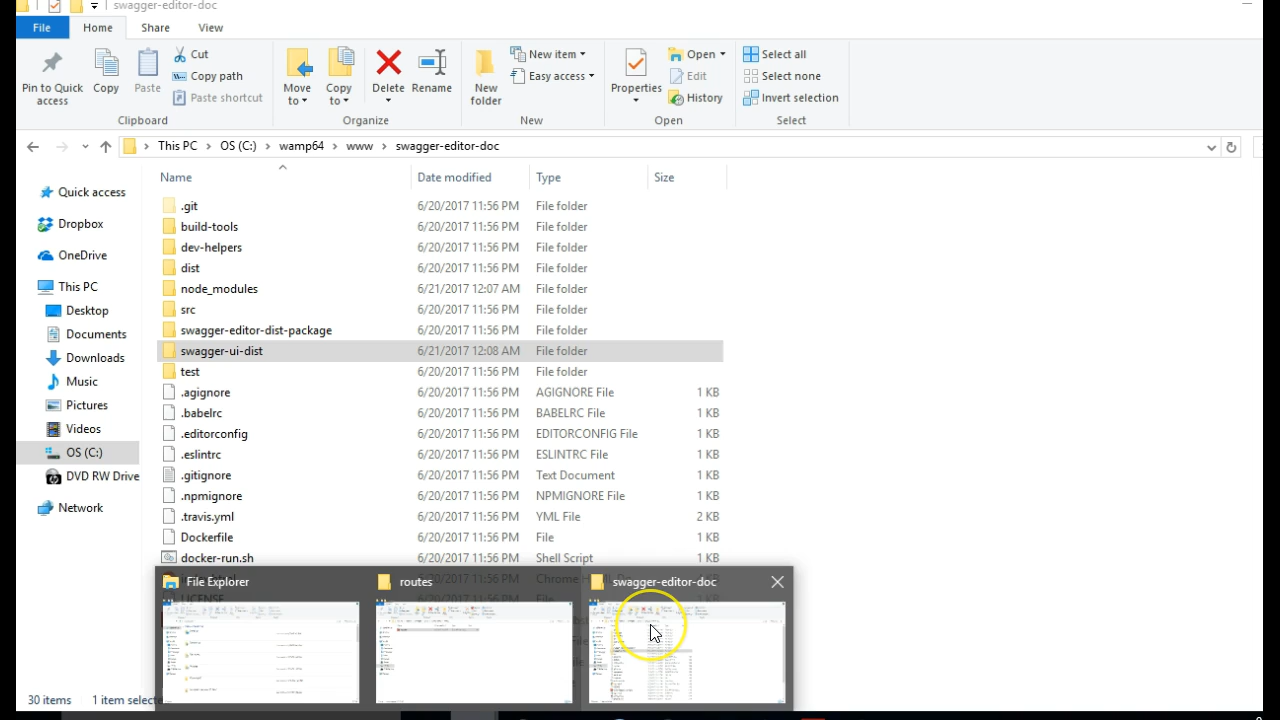 swagger-editor-doc
File Home Share View
Pin to Quick access
Copy
Paste
Cut
Copy path
Paste shortcut
Move to
Copy to
Delete
Rename
New folder
New item
Easy access
Properties
Open
Edit
History
Select all
Select none
Invert selection
Clipboard Organize New Open Select
This PC OS (C:) wamp64 www swagger-editor-doc
Name Date modified Type Size
Quick access
Dropbox
OneDrive
This PC
Desktop
Documents
Downloads
Music
Pictures
Videos
OS (C:)
DVD RW Drive
Network
.git 6/20/2017 11:56 PM File folder
build-tools 6/20/2017 11:56 PM File folder
dev-helpers 6/20/2017 11:56 PM File folder
dist 6/20/2017 11:56 PM File folder
node_modules 6/21/2017 12:07 AM File folder
src 6/20/2017 11:56 PM File folder
swagger-editor-dist-package 6/20/2017 11:56 PM File folder
swagger-ui-dist 6/21/2017 12:08 AM File folder
test 6/20/2017 11:56 PM File folder
.agignore 6/20/2017 11:56 PM AGIGNORE File 1 KB
.babelrc 6/20/2017 11:56 PM BABELRC File 1 KB
.editorconfig 6/20/2017 11:56 PM EDITORCONFIG File 1 KB
.eslintrc 6/20/2017 11:56 PM ESLINTRC File 1 KB
.gitignore 6/20/2017 11:56 PM Text Document 1 KB
.npmignore 6/20/2017 11:56 PM NPMIGNORE File 1 KB
.travis.yml 6/20/2017 11:56 PM YML File 2 KB
Dockerfile 6/20/2017 11:56 PM File 1 KB
docker-run.sh 6/20/2017 11:56 PM Shell Script 1 KB
File Explorer routes swagger-editor-doc
LICENSE
30 items 1 item selecte